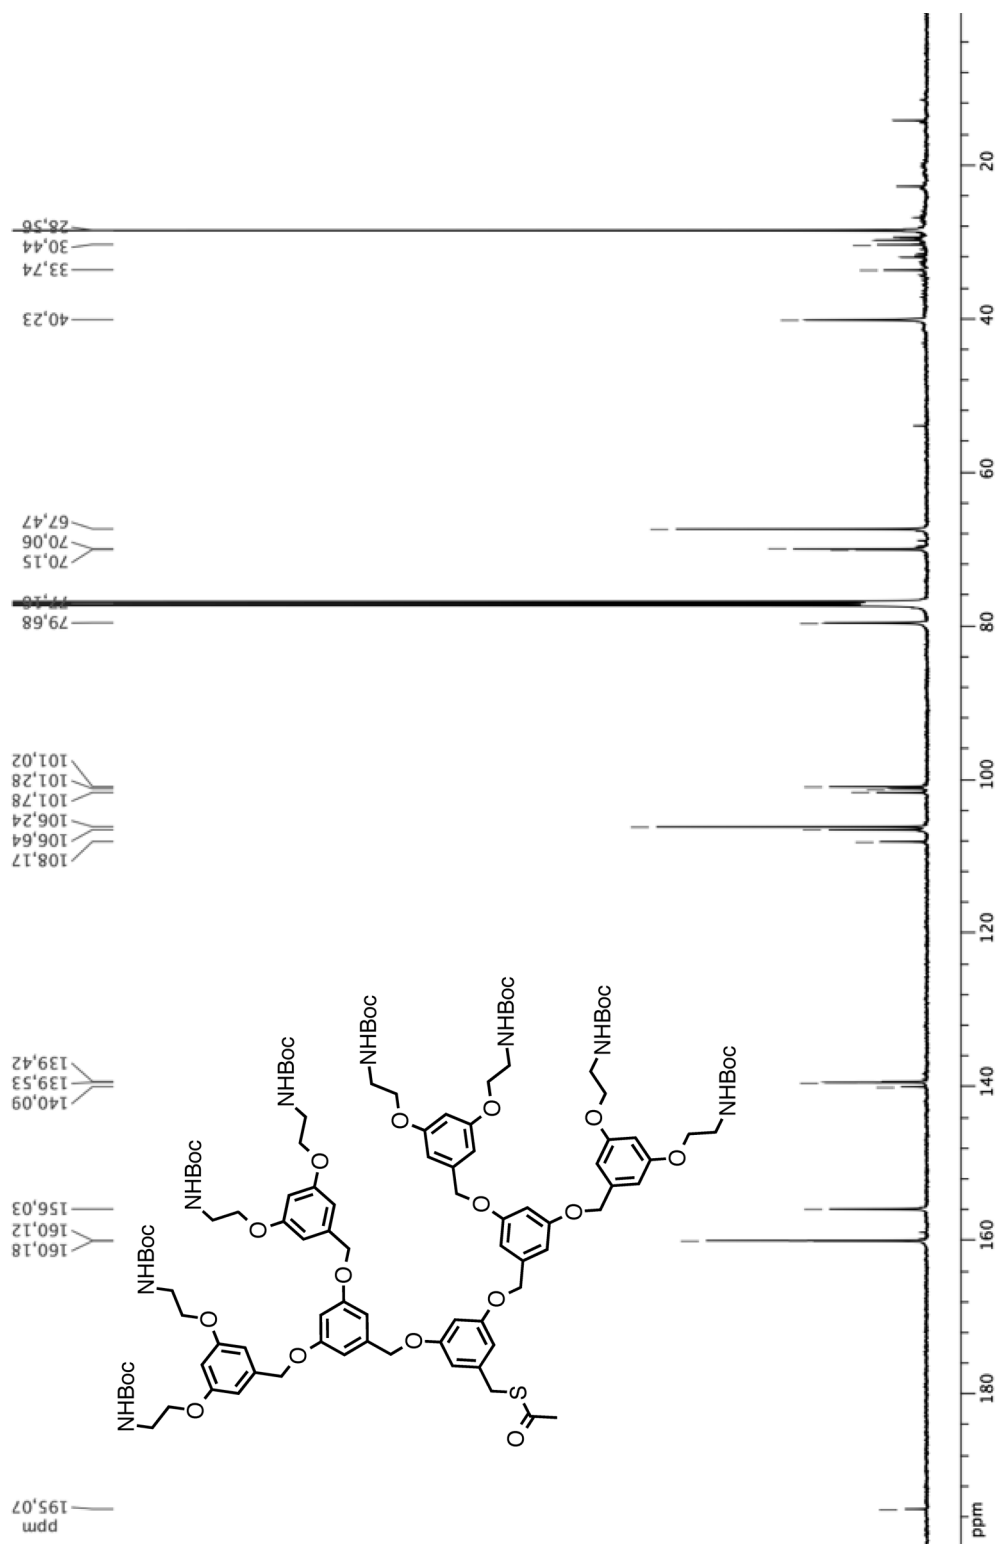 ppm
195,07
160,18
160,12
156,03
140,09
139,53
139,42
108,17
106,64
106,24
101,78
101,28
101,02
79,68
77,16
70,15
70,06
67,47
40,23
33,74
30,44
28,56
NHBoc
NHBoc
NHBoc
NHBoc
NHBoc
NHBoc
NHBoc
NHBoc
O
O
O
O
O
O
O
O
O
O
O
O
O
O
S
O
ppm
180
160
140
120
100
80
60
40
20